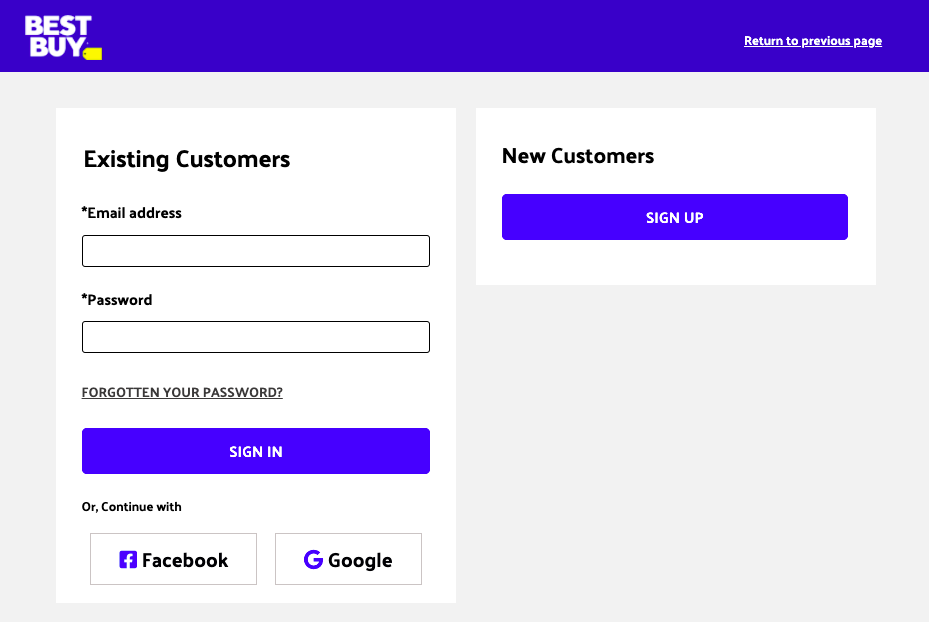 BEST
BUY
Return to previous page
Existing Customers
*Email address
*Password
FORGOTTEN YOUR PASSWORD?
SIGN IN
Or, Continue with
Facebook
Google
New Customers
SIGN UP